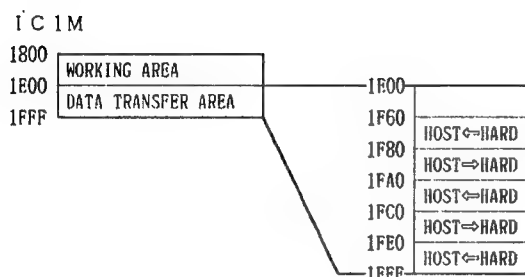 IC1M
1800
WORKING AREA
1E00 1E00
DATA TRANSFER AREA
1FFF 1F60
HOST⇐HARD
1F80
HOST⇒HARD
1FA0
HOST⇐HARD
1FC0
HOST⇒HARD
1FE0
HOST⇐HARD
1FFF